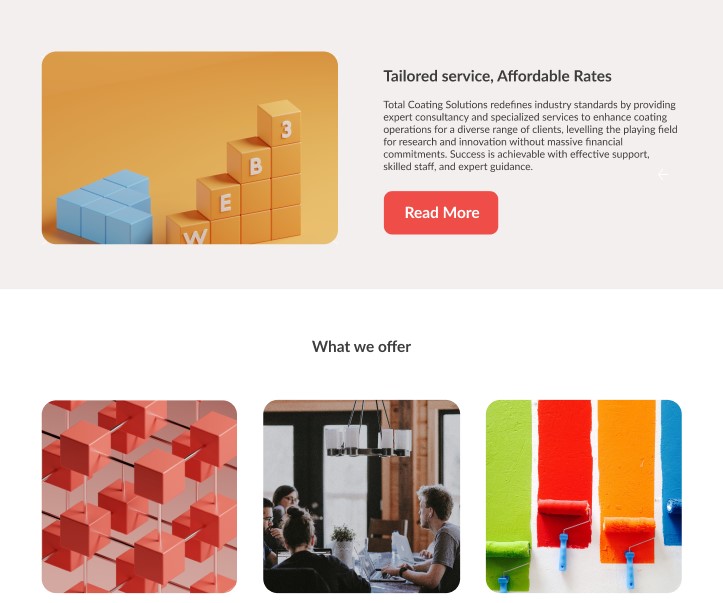 3
B
E
W
Tailored service, Affordable Rates
Total Coating Solutions redefines industry standards by providing
expert consultancy and specialized services to enhance coating
operations for a diverse range of clients, levelling the playing field
for research and innovation without massive financial
commitments. Success is achievable with effective support,
skilled staff, and expert guidance.
Read More
What we offer